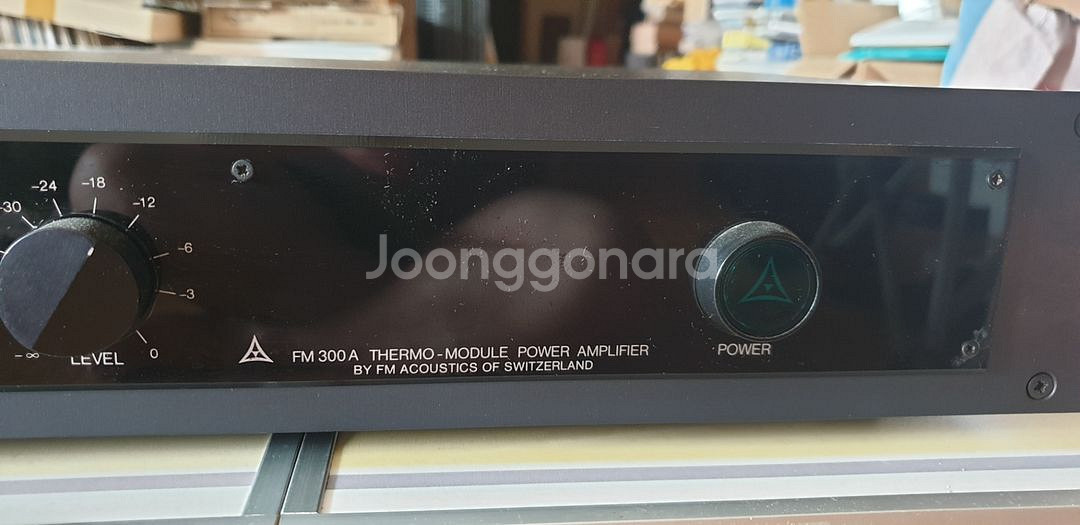 -30
-24
-18
-12
-6
-3
0
-∞
LEVEL
Joonggonara
POWER
FM 300A THERMO-MODULE POWER AMPLIFIER
BY FM ACOUSTICS OF SWITZERLAND